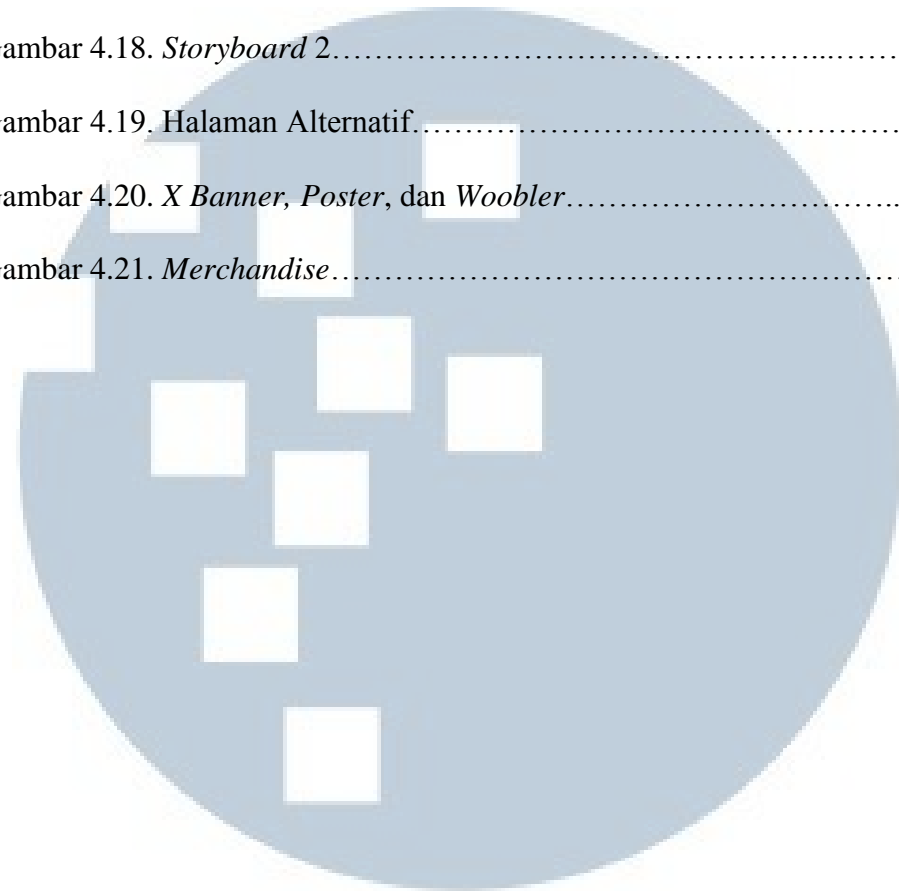 ambar 4.18. Storyboard 2…………………………………………...……
ambar 4.19. Halaman Alternatif…………………………………………….
ambar 4.20. X Banner, Poster, dan Woobler…………………………..
ambar 4.21. Merchandise…………………………………………………